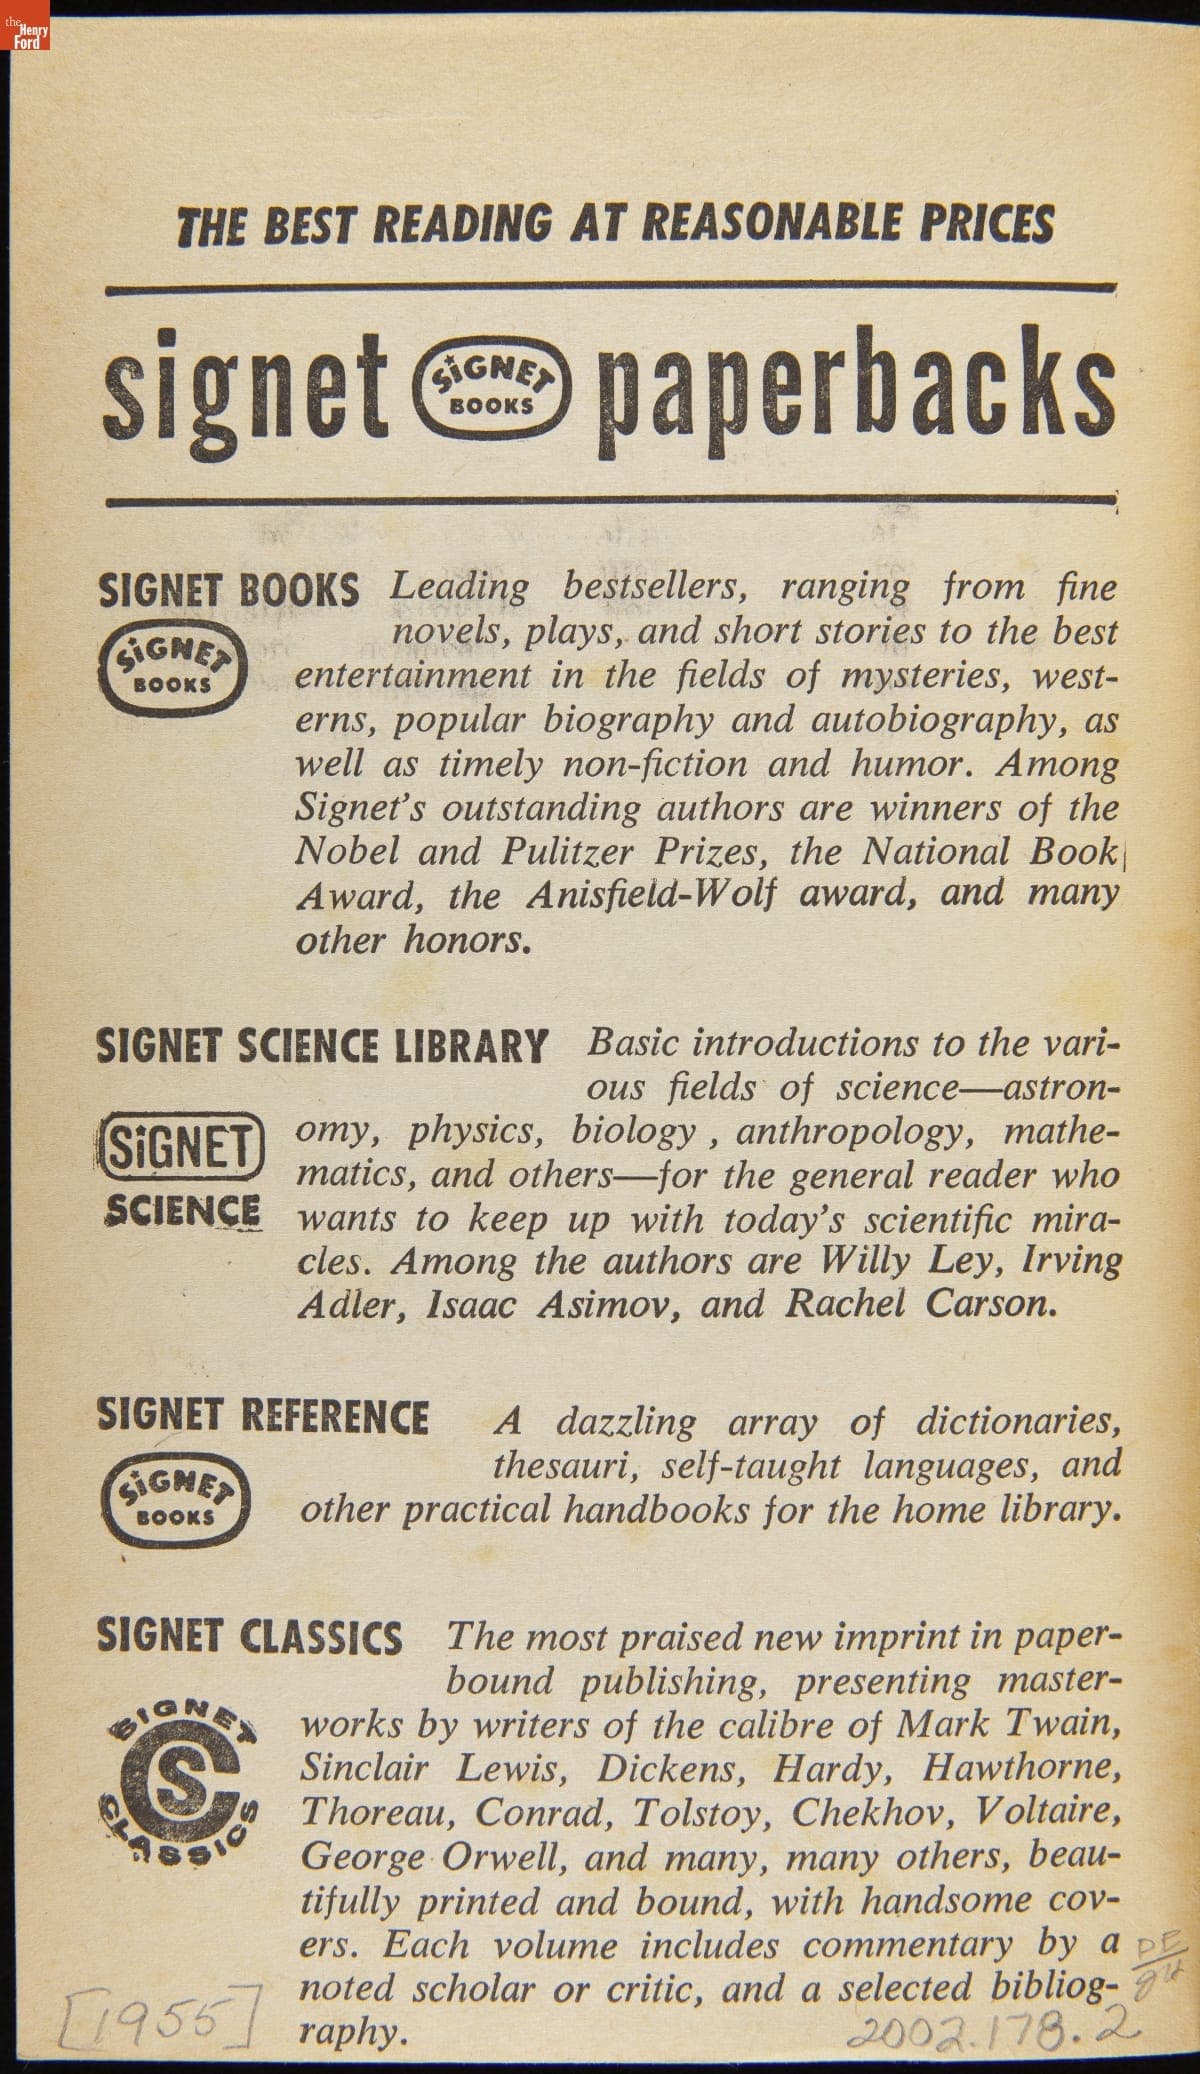 the
Henry
Ford
THE BEST READING AT REASONABLE PRICES
signet SiGNET BOOKS paperbacks
SIGNET BOOKS Leading bestsellers, ranging from fine
SiGNET
BOOKS
novels, plays, and short stories to the best
entertainment in the fields of mysteries, west-
erns, popular biography and autobiography, as
well as timely non-fiction and humor. Among
Signet's outstanding authors are winners of the
Nobel and Pulitzer Prizes, the National Book
Award, the Anisfield-Wolf award, and many
other honors.
SIGNET SCIENCE LIBRARY Basic introductions to the vari-
ous fields of science—astron-
SiGNET
SCIENCE
omy, physics, biology , anthropology, mathe-
matics, and others—for the general reader who
wants to keep up with today's scientific mira-
cles. Among the authors are Willy Ley, Irving
Adler, Isaac Asimov, and Rachel Carson.
SIGNET REFERENCE A dazzling array of dictionaries,
SiGNET
BOOKS
thesauri, self-taught languages, and
other practical handbooks for the home library.
SIGNET CLASSICS The most praised new imprint in paper-
bound publishing, presenting master-
SIGNET
CS
CLASSICS
works by writers of the calibre of Mark Twain,
Sinclair Lewis, Dickens, Hardy, Hawthorne,
Thoreau, Conrad, Tolstoy, Chekhov, Voltaire,
George Orwell, and many, many others, beau-
tifully printed and bound, with handsome cov-
ers. Each volume includes commentary by a
noted scholar or critic, and a selected bibliog-
raphy.
[1955]
2002.178.2